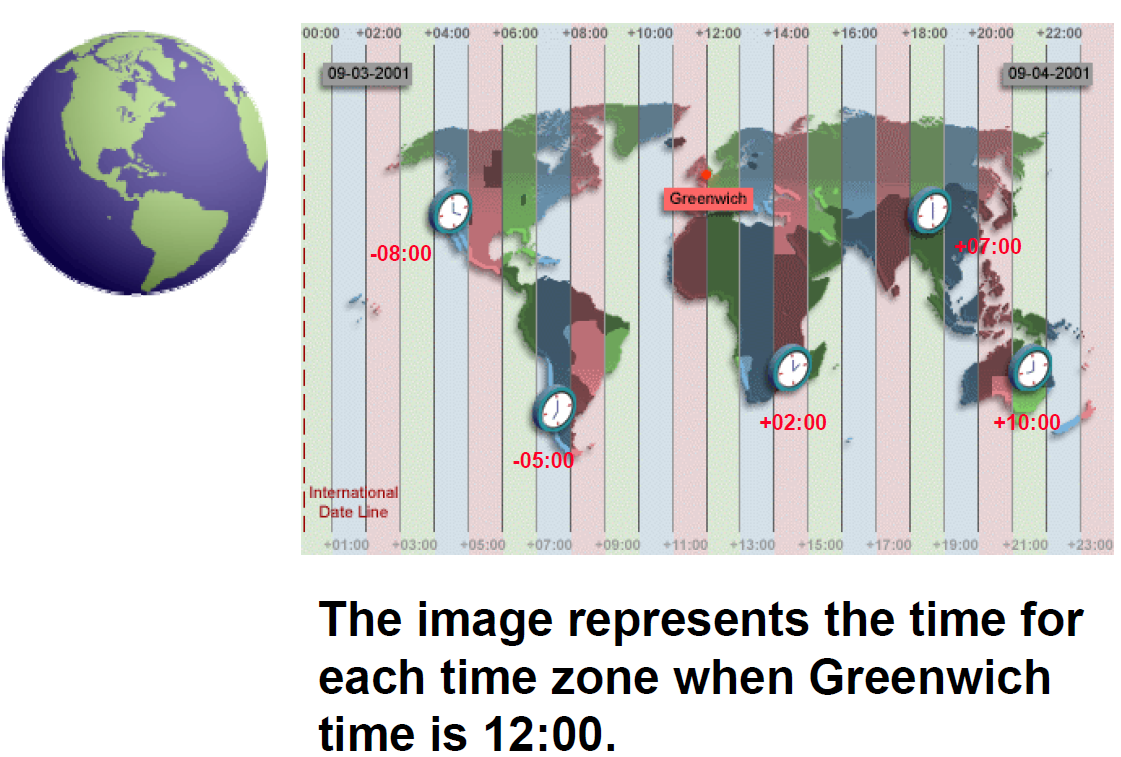 00:00 +02:00 +04:00 +06:00 +08:00 +10:00 +12:00 +14:00 +16:00 +18:00 +20:00 +22:00
09-03-2001 09-04-2001
Greenwich
-08:00 +07:00
+02:00 +10:00
-05:00
International
Date Line
+01:00 +03:00 +05:00 +07:00 +09:00 +11:00 +13:00 +15:00 +17:00 +19:00 +21:00 +23:00
The image represents the time for
each time zone when Greenwich
time is 12:00.